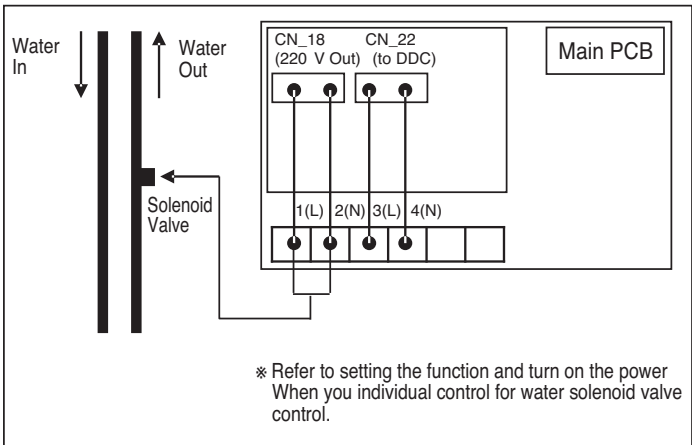 Water
In
Water
Out
CN_18
(220 V Out)
CN_22
(to DDC)
Main PCB
Solenoid
Valve
1(L) 2(N) 3(L) 4(N)
※ Refer to setting the function and turn on the power
When you individual control for water solenoid valve
control.